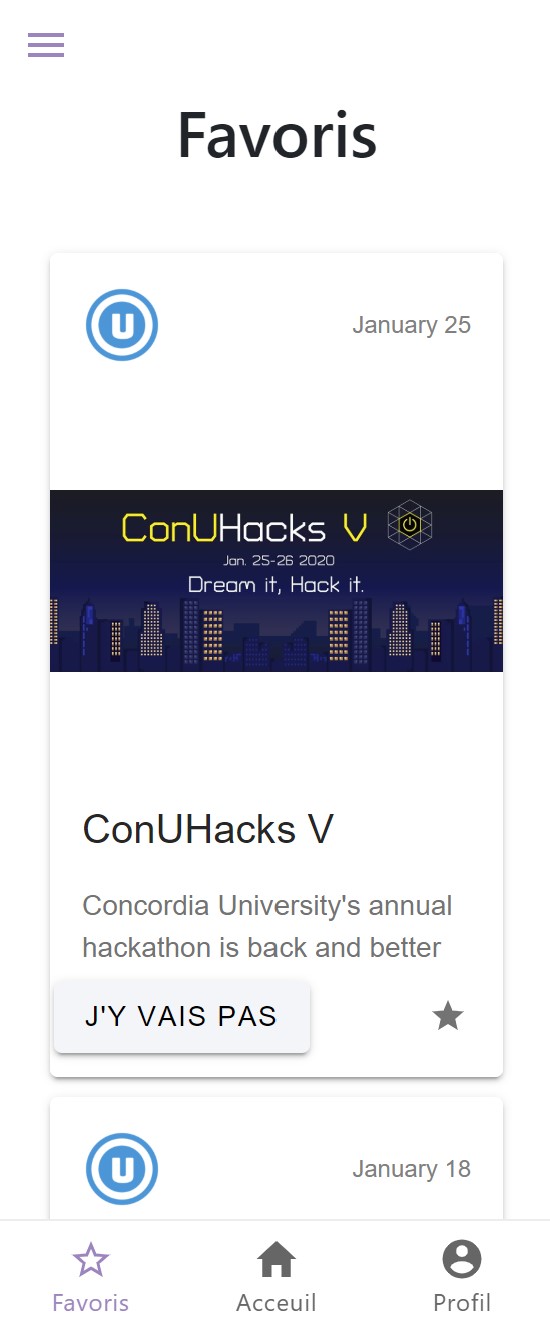 Favoris
U
January 25
ConUHacks V
Jan. 25-26 2020
Dream it, Hack it.
ConUHacks V
Concordia University's annual
hackathon is back and better
J'Y VAIS PAS
U
January 18
Favoris
Acceuil
Profil